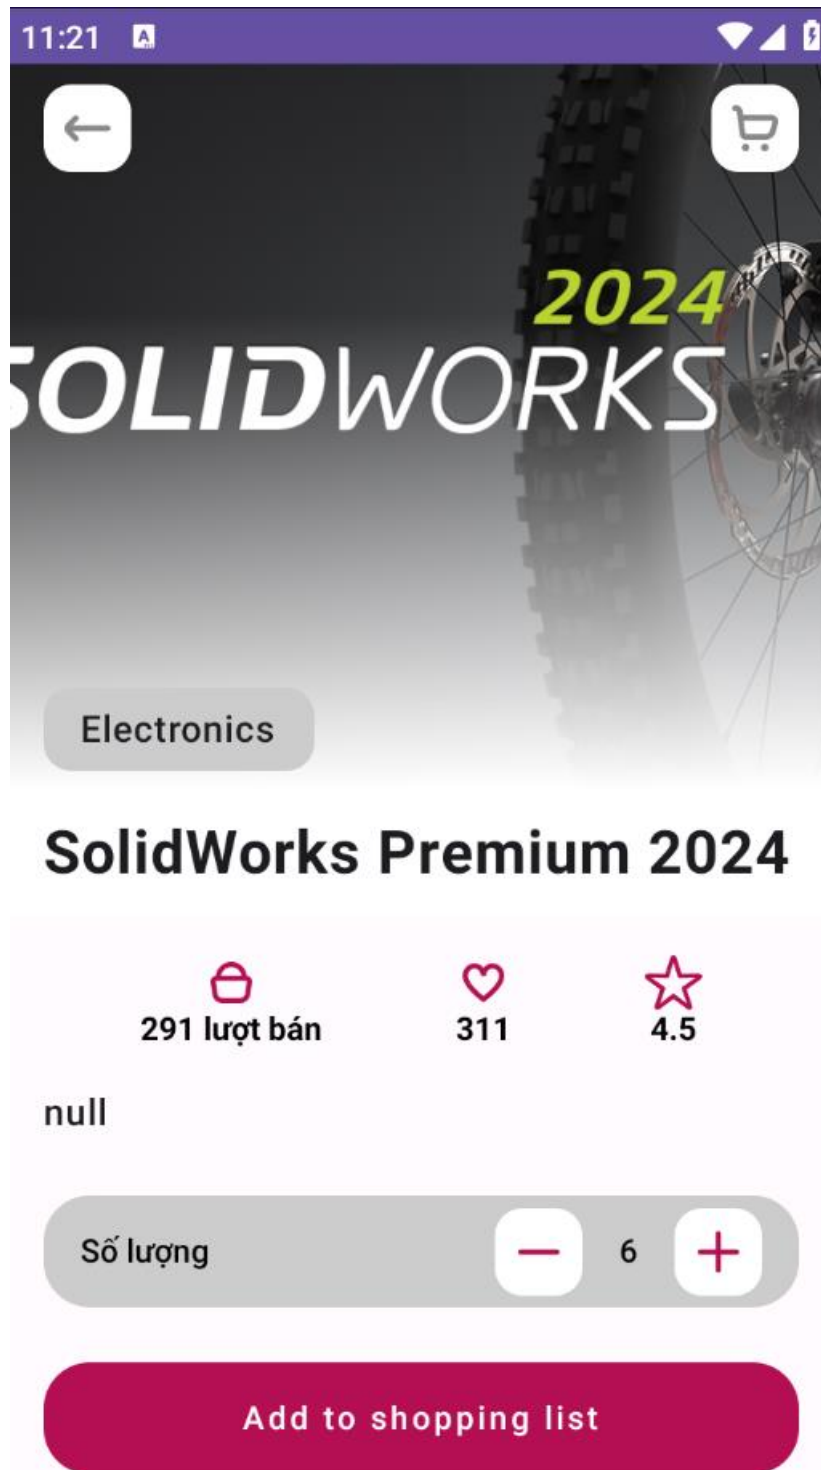 11:21
A
2024
SOLIDWORKS
Electronics
SolidWorks Premium 2024
291 lượt bán
311
4.5
null
Số lượng
6
Add to shopping list